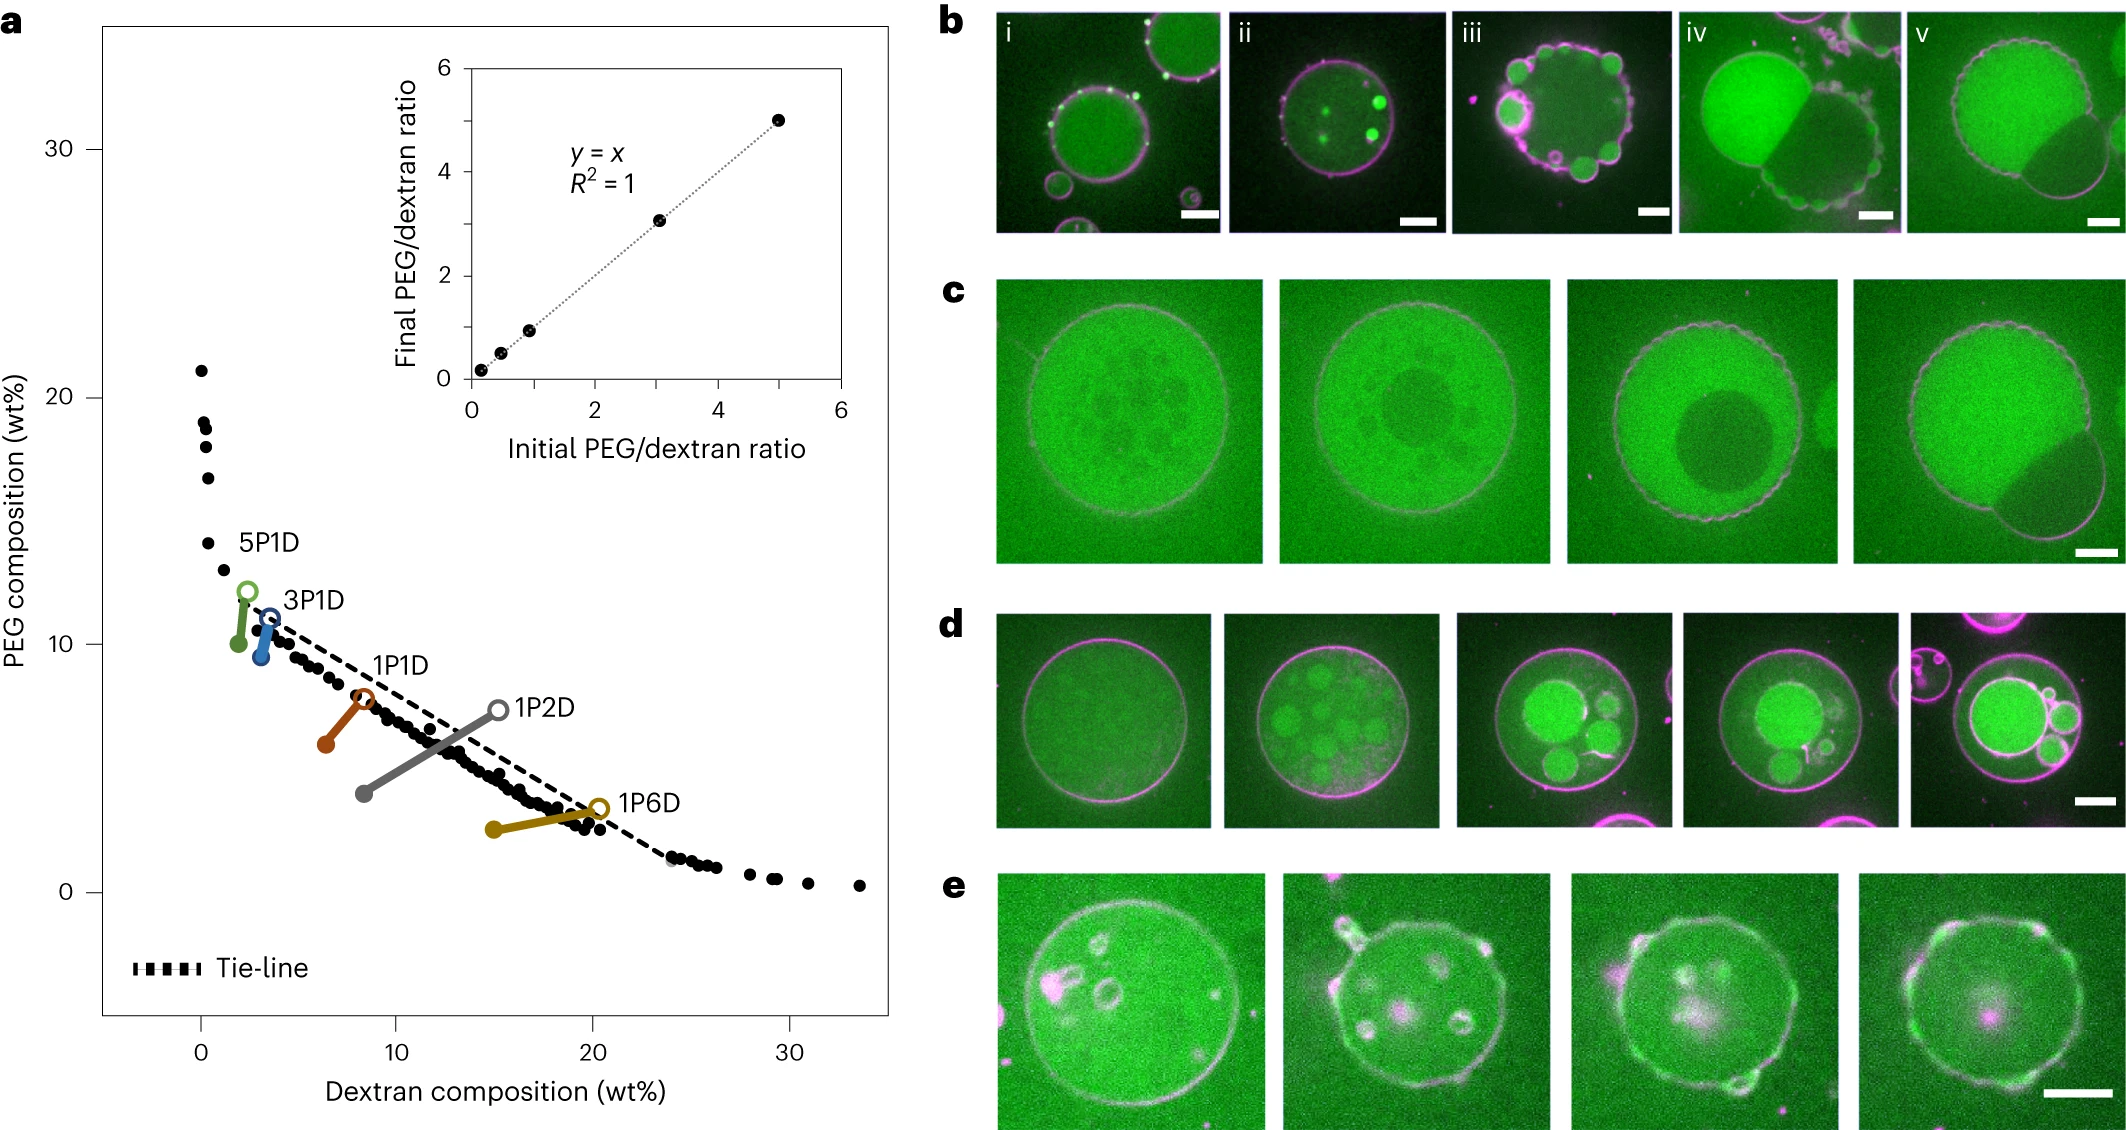 a
PEG composition (wt%)
30
20
10
0
0
10
20
30
Dextran composition (wt%)
Final PEG/dextran ratio
6
4
2
0
0
2
4
6
Initial PEG/dextran ratio
y = x
R² = 1
5P1D
3P1D
1P1D
1P2D
1P6D
Tie-line
b
i
ii
iii
iv
v
c
d
e